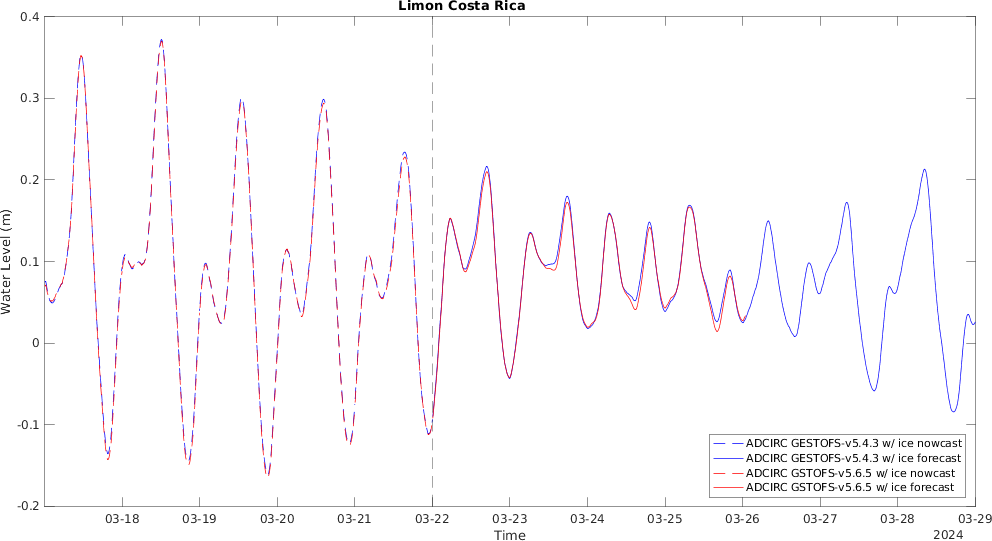 Limon Costa Rica
Water Level (m)
0.4
0.3
0.2
0.1
0
-0.1
-0.2
ADCIRC GESTOFS-v5.4.3 w/ ice nowcast
ADCIRC GESTOFS-v5.4.3 w/ ice forecast
ADCIRC GSTOFS-v5.6.5 w/ ice nowcast
ADCIRC GSTOFS-v5.6.5 w/ ice forecast
03-18 03-19 03-20 03-21 03-22 03-23 03-24 03-25 03-26 03-27 03-28 03-29
Time
2024